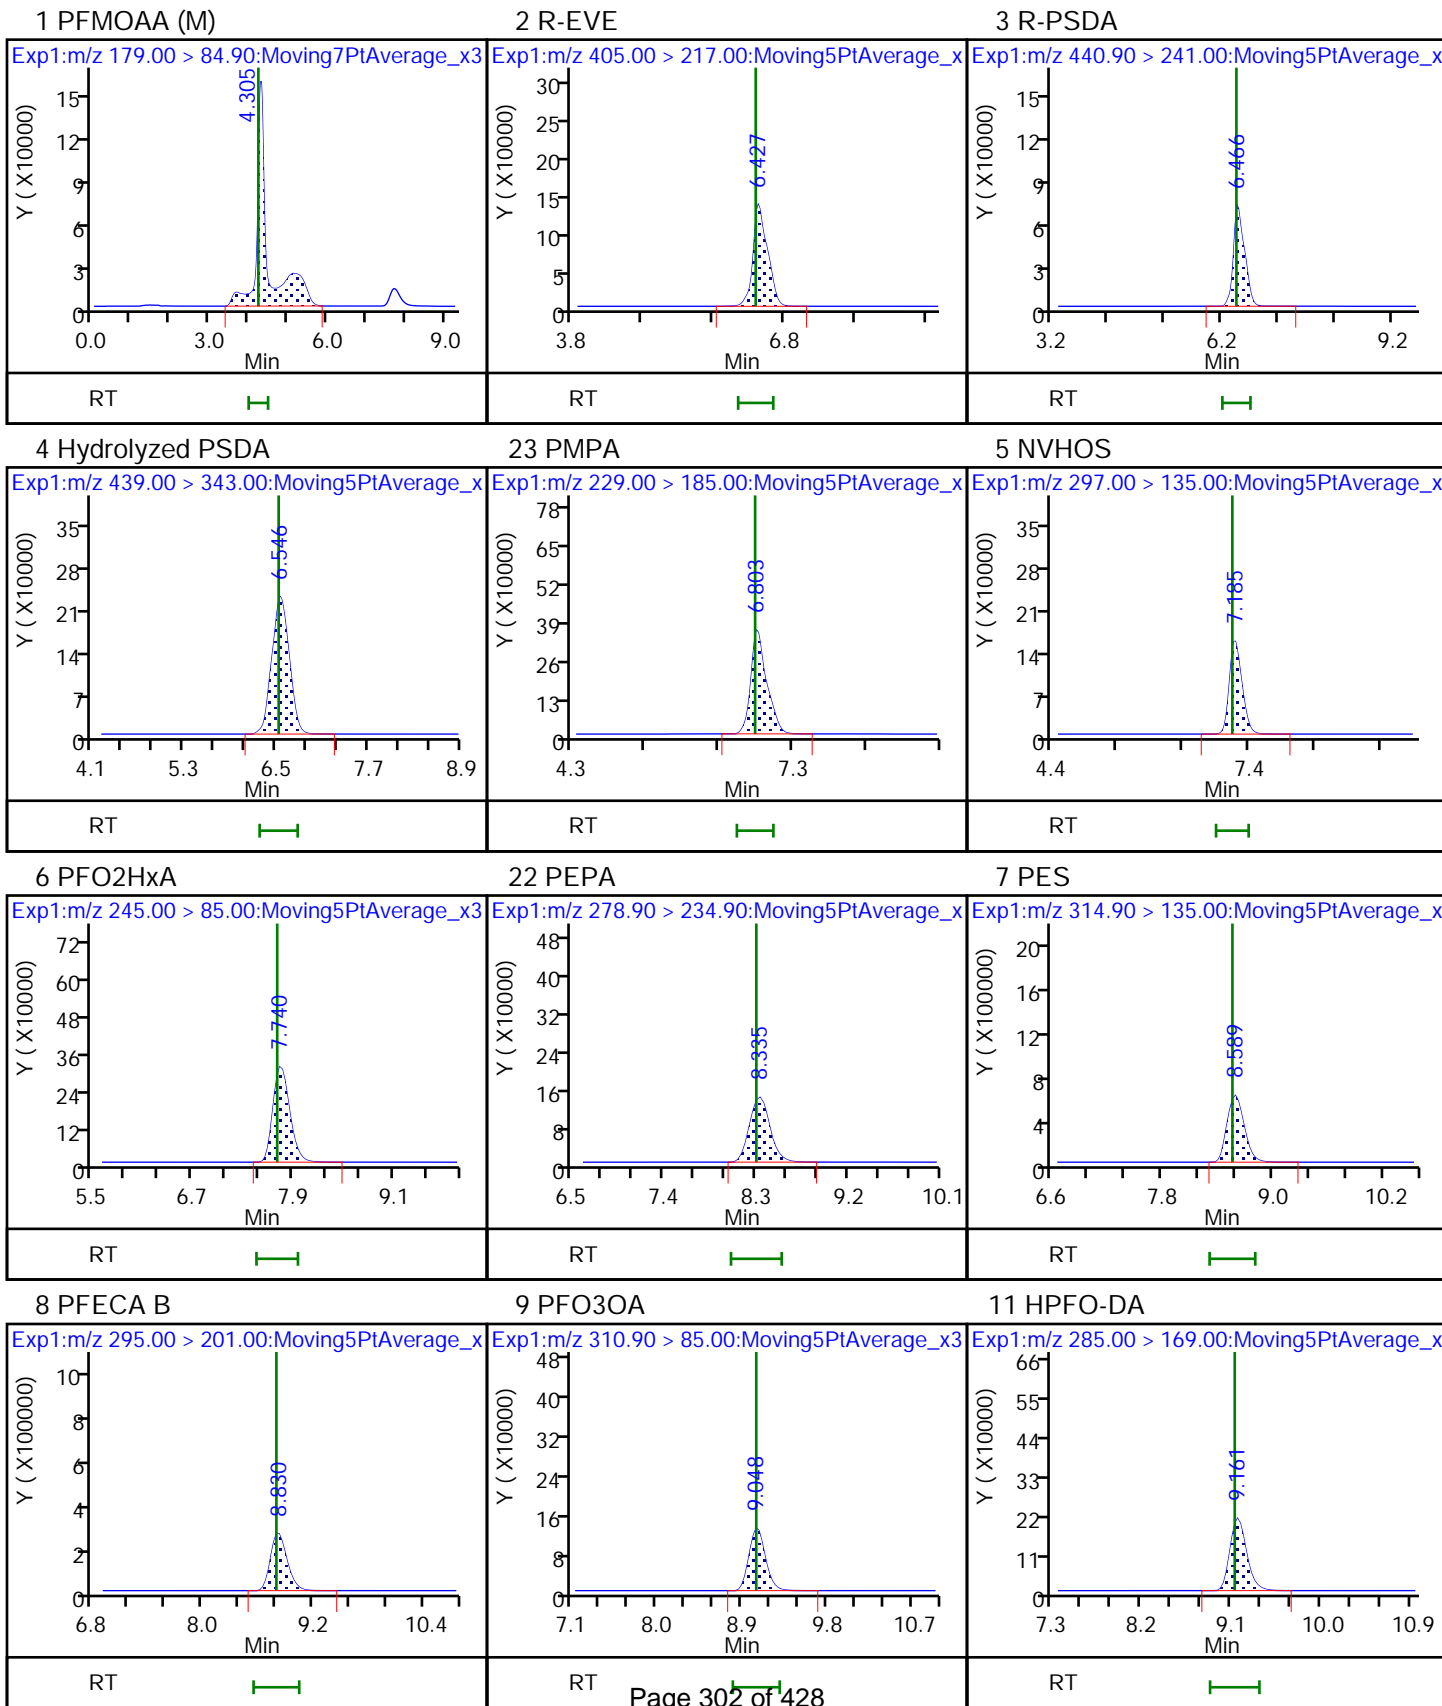 1 PFMOAA (M)
Exp1:m/z 179.00 > 84.90:Moving7PtAverage_x3
Y ( X10000)
15
12
9
6
3
0
4.305
0.0 3.0 6.0 9.0
Min
RT
2 R-EVE
Exp1:m/z 405.00 > 217.00:Moving5PtAverage_x
Y ( X10000)
30
25
20
15
10
5
0
6.427
3.8 6.8
Min
RT
3 R-PSDA
Exp1:m/z 440.90 > 241.00:Moving5PtAverage_x
Y ( X10000)
15
12
9
6
3
0
6.466
3.2 6.2 9.2
Min
RT
4 Hydrolyzed PSDA
Exp1:m/z 439.00 > 343.00:Moving5PtAverage_x
Y ( X10000)
35
28
21
14
7
0
6.546
4.1 5.3 6.5 7.7 8.9
Min
RT
23 PMPA
Exp1:m/z 229.00 > 185.00:Moving5PtAverage_x
Y ( X10000)
78
65
52
39
26
13
0
6.803
4.3 7.3
Min
RT
5 NVHOS
Exp1:m/z 297.00 > 135.00:Moving5PtAverage_x
Y ( X10000)
35
28
21
14
7
0
7.185
4.4 7.4
Min
RT
6 PFO2HxA
Exp1:m/z 245.00 > 85.00:Moving5PtAverage_x3
Y ( X10000)
72
60
48
36
24
12
0
7.740
5.5 6.7 7.9 9.1
Min
RT
22 PEPA
Exp1:m/z 278.90 > 234.90:Moving5PtAverage_x
Y ( X10000)
48
40
32
24
16
8
0
8.335
6.5 7.4 8.3 9.2 10.1
Min
RT
7 PES
Exp1:m/z 314.90 > 135.00:Moving5PtAverage_x
Y ( X100000)
20
16
12
8
4
0
8.589
6.6 7.8 9.0 10.2
Min
RT
8 PFECA B
Exp1:m/z 295.00 > 201.00:Moving5PtAverage_x
Y ( X100000)
10
8
6
4
2
0
8.830
6.8 8.0 9.2 10.4
Min
RT
9 PFO3OA
Exp1:m/z 310.90 > 85.00:Moving5PtAverage_x3
Y ( X10000)
48
40
32
24
16
8
0
9.048
7.1 8.0 8.9 9.8 10.7
Min
RT
11 HPFO-DA
Exp1:m/z 285.00 > 169.00:Moving5PtAverage_x
Y ( X10000)
66
55
44
33
22
11
0
9.161
7.3 8.2 9.1 10.0 10.9
Min
RT
Page 302 of 428